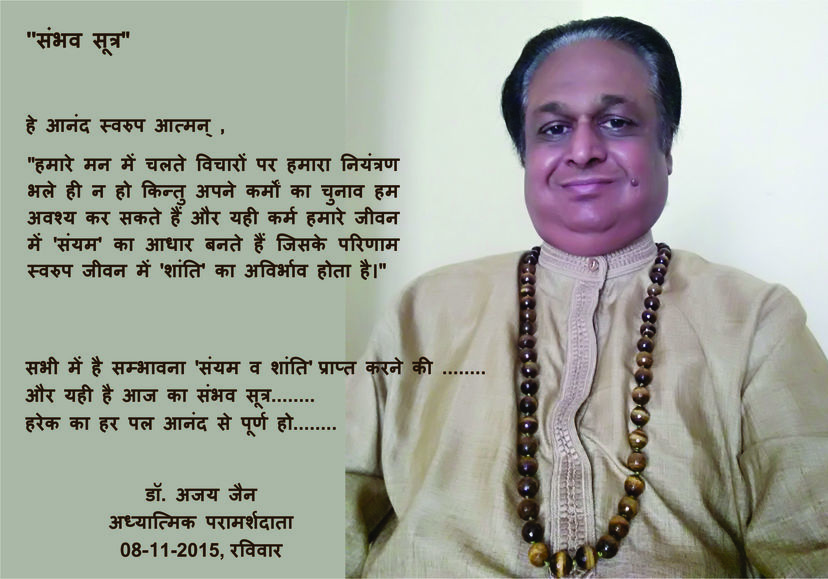 "संभव सूत्र"
हे आनंद स्वरुप आत्मन् ,
"हमारे मन में चलते विचारों पर हमारा नियंत्रण
भले ही न हो किन्तु अपने कर्मों का चुनाव हम
अवश्य कर सकते हैं और यही कर्म हमारे जीवन
में 'संयम' का आधार बनते हैं जिसके परिणाम
स्वरुप जीवन में 'शांति' का अविर्भाव होता है।"
सभी में है सम्भावना 'संयम व शांति' प्राप्त करने की ........
और यही है आज का संभव सूत्र........
हरेक का हर पल आनंद से पूर्ण हो........
डॉ. अजय जैन
अध्यात्मिक परामर्शदाता
08-11-2015, रविवार